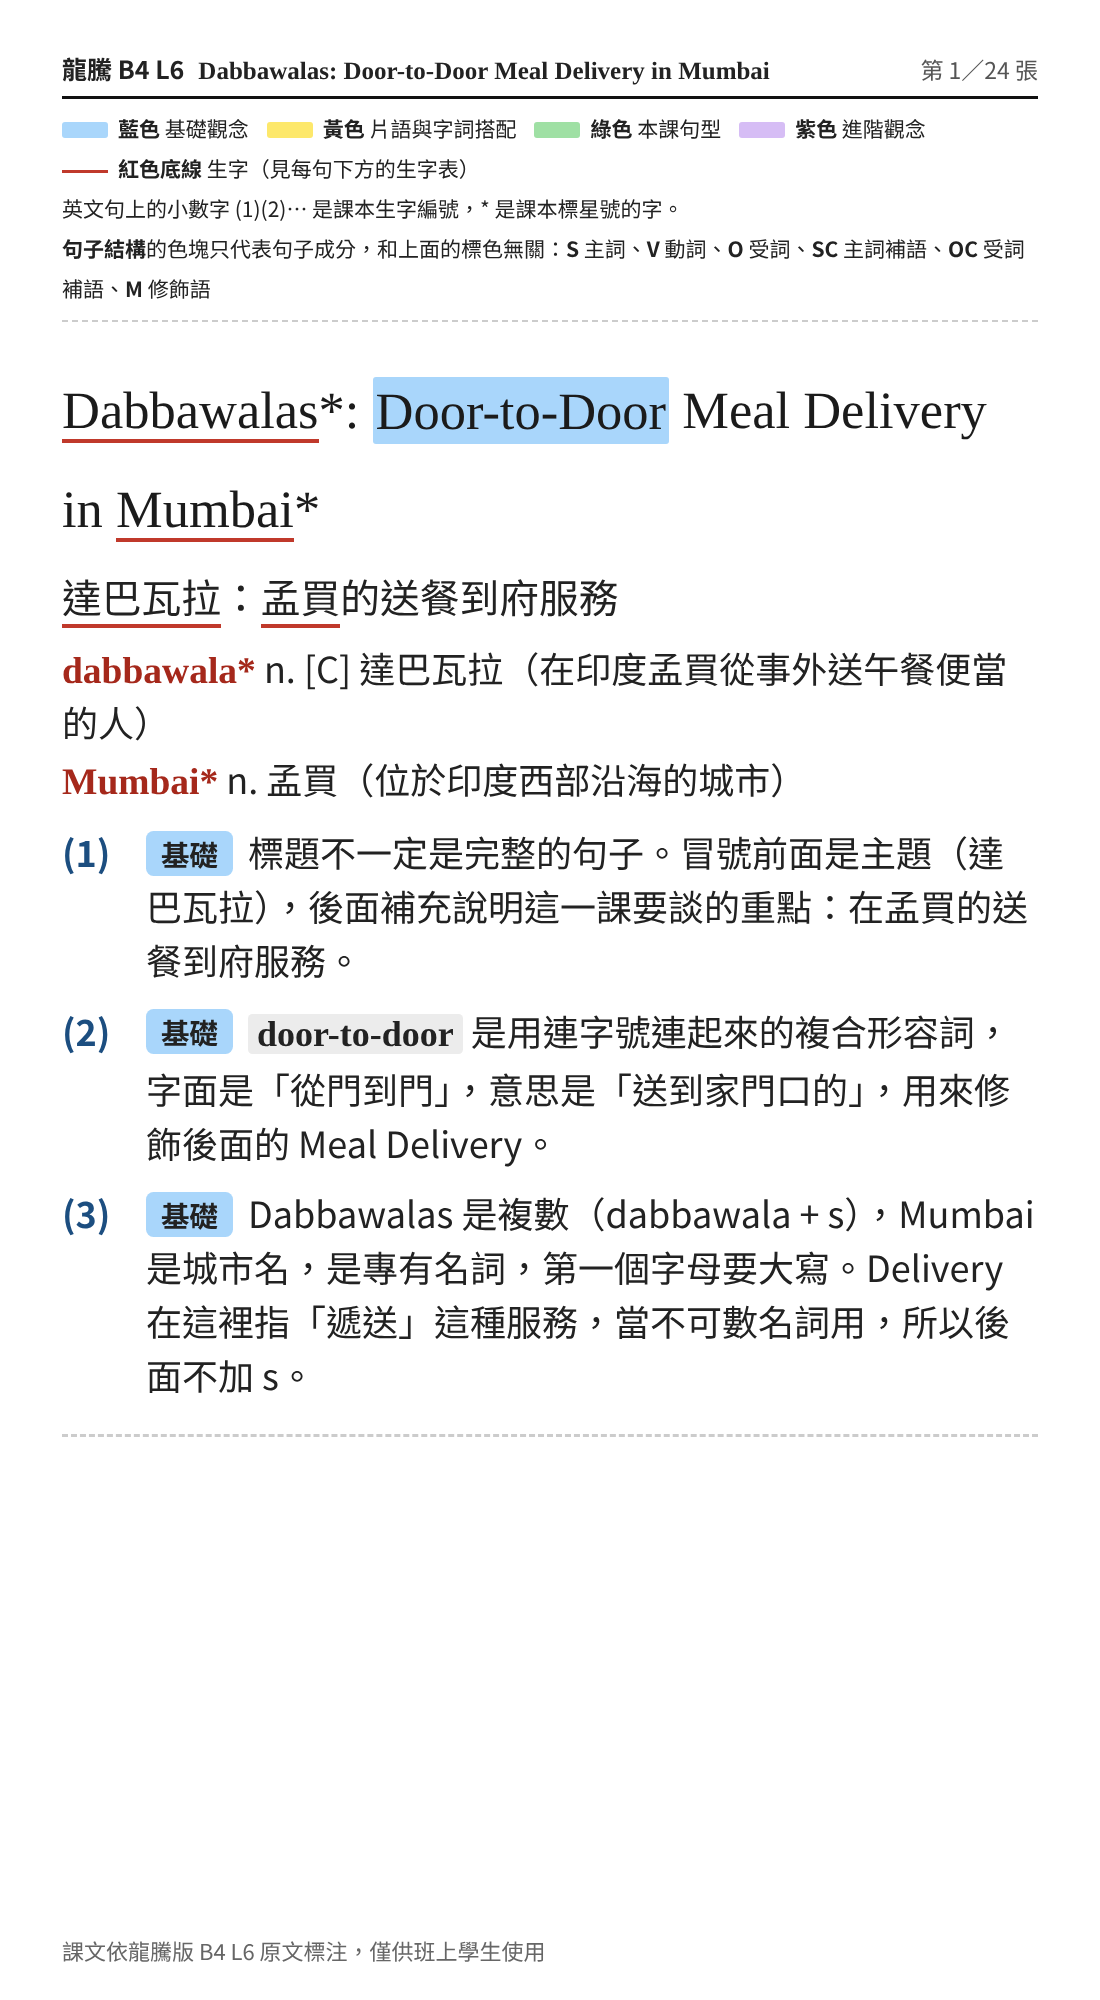 龍騰 B4 L6 Dabbawalas: Door-to-Door Meal Delivery in Mumbai 第 1／24 張
藍色 基礎觀念 黃色 片語與字詞搭配 綠色 本課句型 紫色 進階觀念
紅色底線 生字（見每句下方的生字表）
英文句上的小數字 (1)(2)… 是課本生字編號，* 是課本標星號的字。
句子結構的色塊只代表句子成分，和上面的標色無關：S 主詞、V 動詞、O 受詞、SC 主詞補語、OC 受詞
補語、M 修飾語
Dabbawalas*: Door-to-Door Meal Delivery
in Mumbai*
達巴瓦拉：孟買的送餐到府服務
dabbawala* n. [C] 達巴瓦拉（在印度孟買從事外送午餐便當
的人）
Mumbai* n. 孟買（位於印度西部沿海的城市）
(1) 基礎 標題不一定是完整的句子。冒號前面是主題（達
巴瓦拉），後面補充說明這一課要談的重點：在孟買的送
餐到府服務。
(2) 基礎 door-to-door 是用連字號連起來的複合形容詞，
字面是「從門到門」，意思是「送到家門口的」，用來修
飾後面的 Meal Delivery。
(3) 基礎 Dabbawalas 是複數（dabbawala + s），Mumbai
是城市名，是專有名詞，第一個字母要大寫。Delivery
在這裡指「遞送」這種服務，當不可數名詞用，所以後
面不加 s。
課文依龍騰版 B4 L6 原文標注，僅供班上學生使用